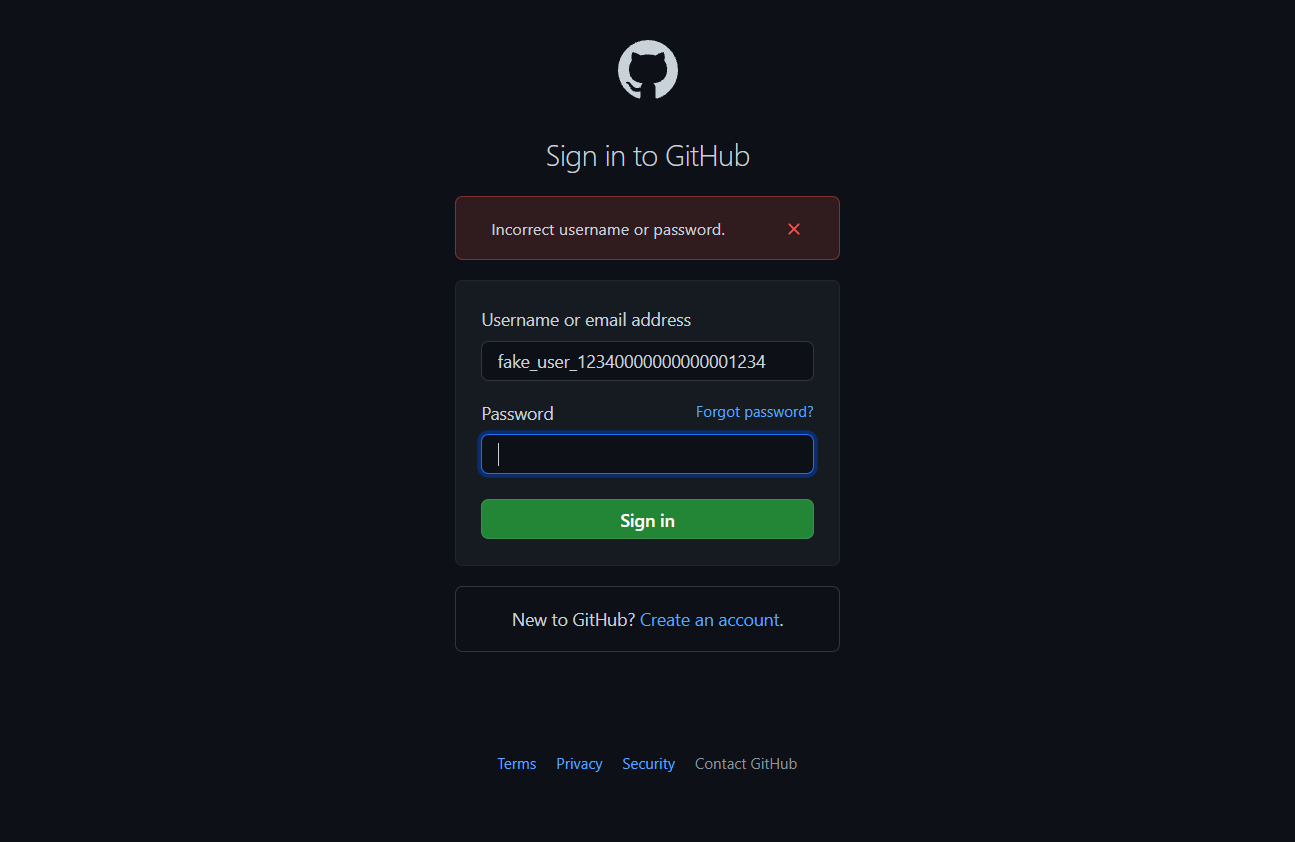 Sign in to GitHub
Incorrect username or password.
Username or email address
fake_user_12340000000000001234
Password Forgot password?
Sign in
New to GitHub? Create an account.
Terms Privacy Security Contact GitHub